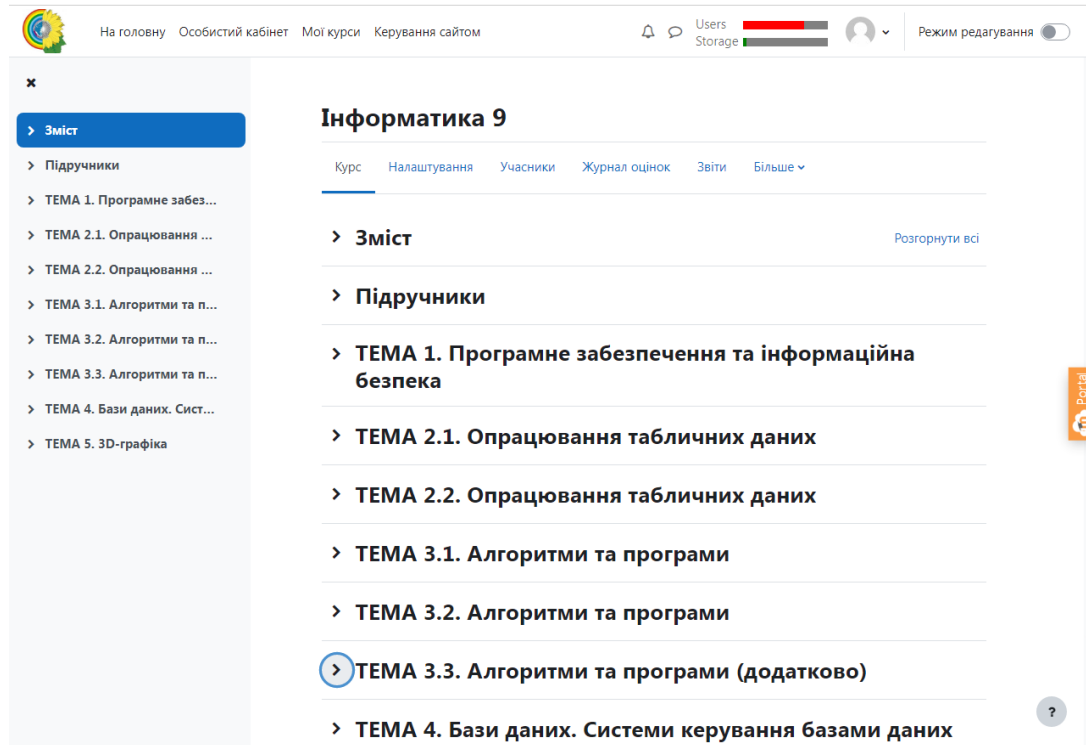 На головну Особистий кабінет Мої курси Керування сайтом
Users
Storage
Режим редагування
Зміст
Підручники
ТЕМА 1. Програмне забез...
ТЕМА 2.1. Опрацювання ...
ТЕМА 2.2. Опрацювання ...
ТЕМА 3.1. Алгоритми та п...
ТЕМА 3.2. Алгоритми та п...
ТЕМА 3.3. Алгоритми та п...
ТЕМА 4. Бази даних. Сист...
ТЕМА 5. 3D-графіка
Інформатика 9
Курс Налаштування Учасники Журнал оцінок Звіти Більше
Зміст
Розгорнути всі
Підручники
ТЕМА 1. Програмне забезпечення та інформаційна
безпека
ТЕМА 2.1. Опрацювання табличних даних
ТЕМА 2.2. Опрацювання табличних даних
ТЕМА 3.1. Алгоритми та програми
ТЕМА 3.2. Алгоритми та програми
ТЕМА 3.3. Алгоритми та програми (додатково)
ТЕМА 4. Бази даних. Системи керування базами даних
Portal
?